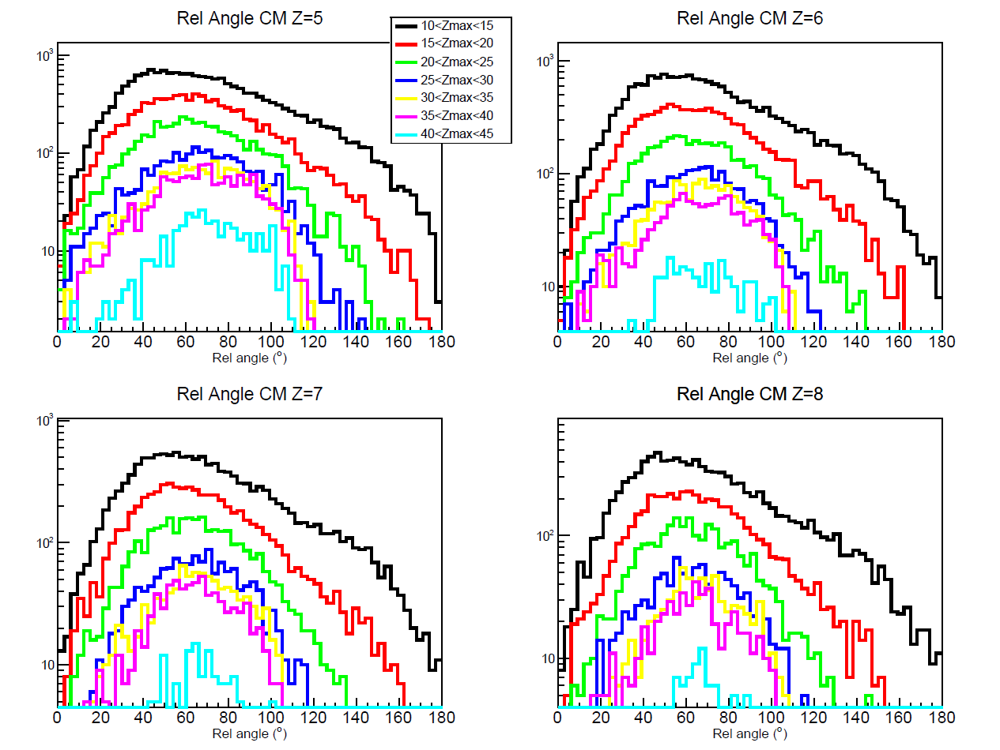 Rel Angle CM Z=5
10<Zmax<15
15<Zmax<20
20<Zmax<25
25<Zmax<30
30<Zmax<35
35<Zmax<40
40<Zmax<45
10³
10²
10
0 20 40 60 80 100 120 140 160 180
Rel angle (°)
Rel Angle CM Z=6
10³
10²
10
0 20 40 60 80 100 120 140 160 180
Rel angle (°)
Rel Angle CM Z=7
10³
10²
10
0 20 40 60 80 100 120 140 160 180
Rel angle (°)
Rel Angle CM Z=8
10²
10
0 20 40 60 80 100 120 140 160 180
Rel angle (°)